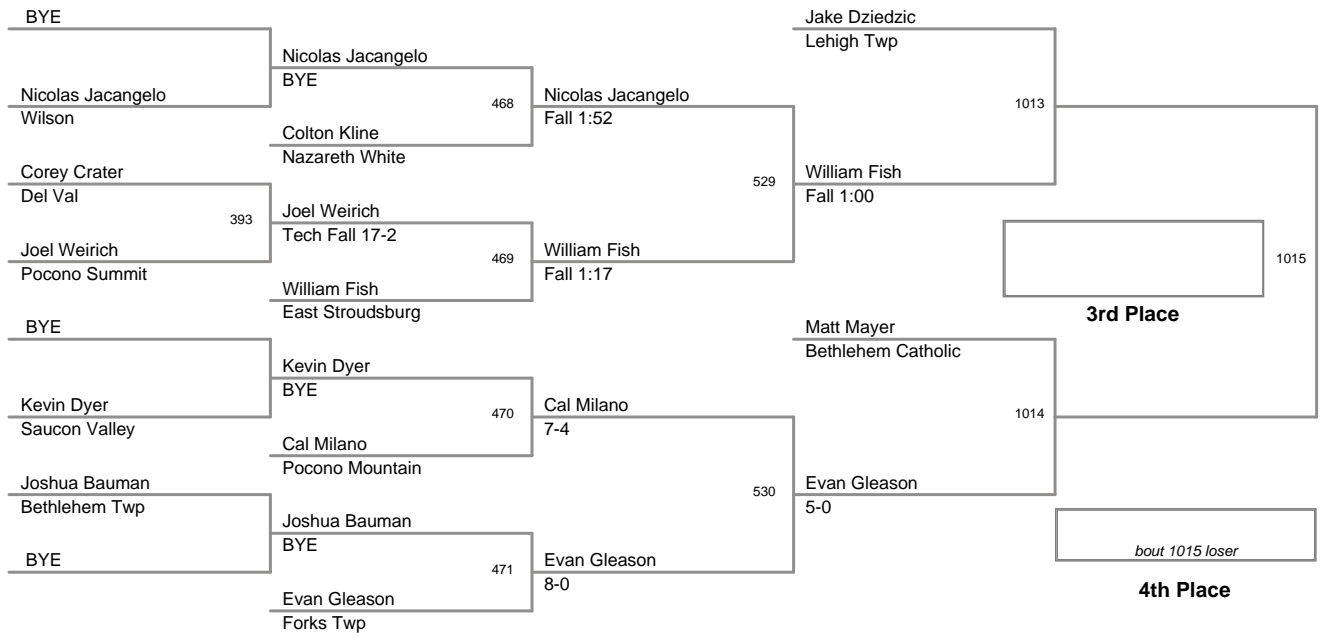 BYE
Nicolas Jacangelo
Wilson
Corey Crater
Del Val
393
Joel Weirich
Pocono Summit
BYE
Kevin Dyer
Saucon Valley
Joshua Bauman
Bethlehem Twp
BYE
Nicolas Jacangelo
BYE
468
Colton Kline
Nazareth White
Joel Weirich
Tech Fall 17-2
469
William Fish
East Stroudsburg
Kevin Dyer
BYE
470
Cal Milano
Pocono Mountain
Joshua Bauman
BYE
471
Evan Gleason
Forks Twp
Nicolas Jacangelo
Fall 1:52
529
William Fish
Fall 1:17
Cal Milano
7-4
530
Evan Gleason
8-0
Jake Dziedzic
Lehigh Twp
1013
William Fish
Fall 1:00
Matt Mayer
Bethlehem Catholic
1014
Evan Gleason
5-0
1015
3rd Place
bout 1015 loser
4th Place